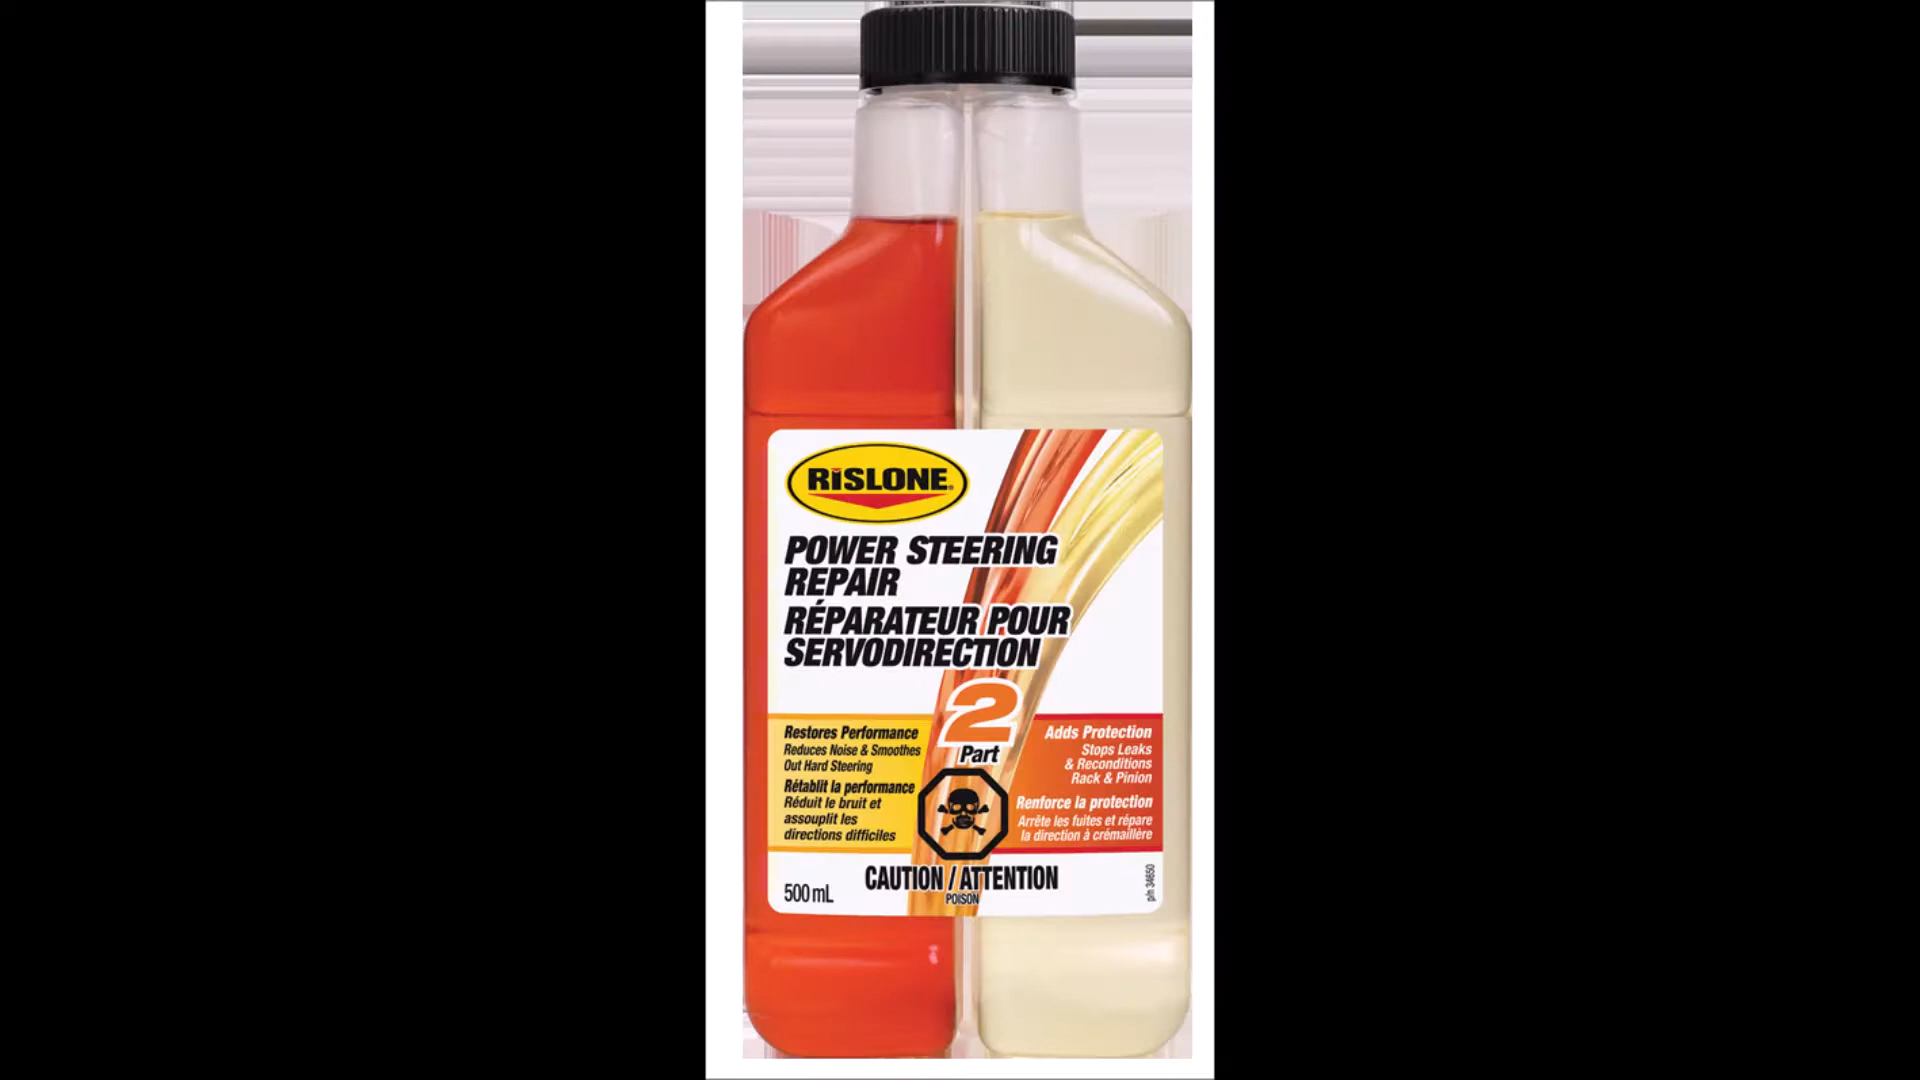 RiSLONE
POWER STEERING
REPAIR
RÉPARATEUR POUR
SERVODIRECTION
2
Part
Restores Performance
Reduces Noise & Smoothes
Out Hard Steering
Rétablit la performance
Réduit le bruit et
assouplit les
directions difficiles
Adds Protection
Stops Leaks
& Reconditions
Rack & Pinion
Renforce la protection
Arrête les fuites et répare
la direction à crémaillère
CAUTION / ATTENTION
POISON
500 mL
p/n 34650